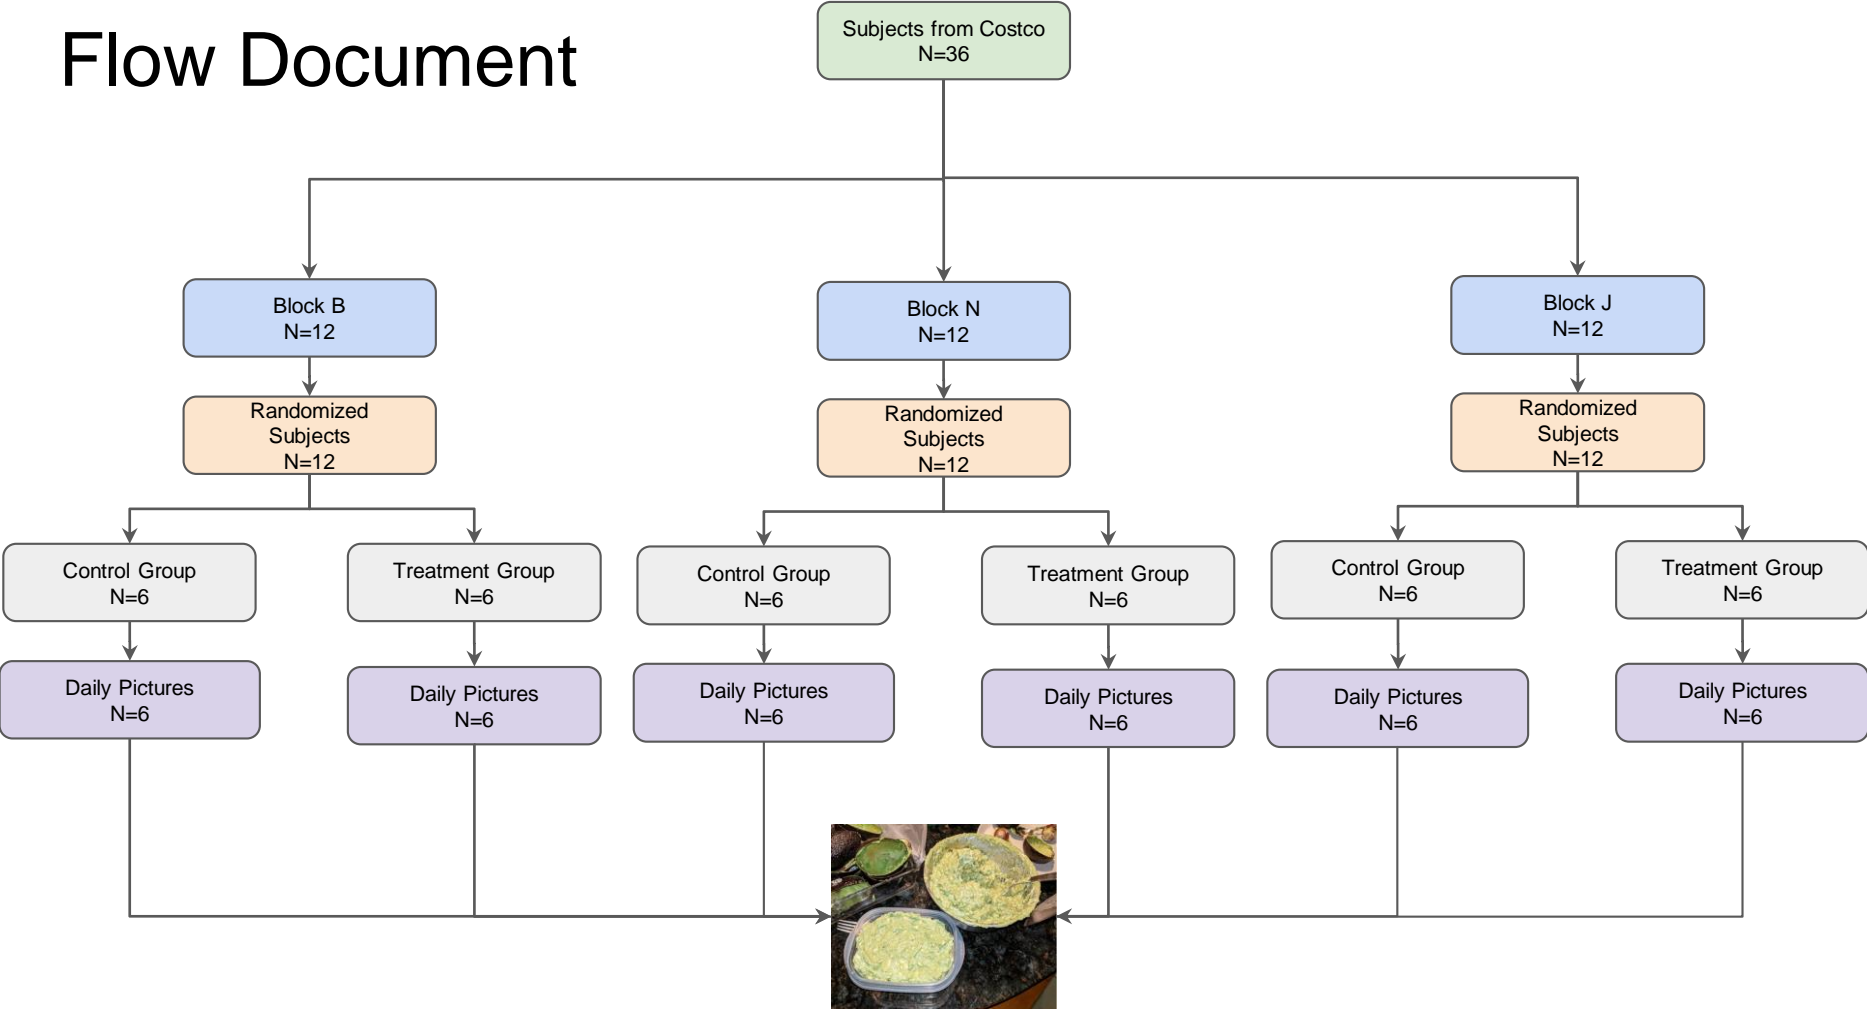 Flow Document
Subjects from Costco
N=36
Block B
N=12
Block N
N=12
Block J
N=12
Randomized
Subjects
N=12
Randomized
Subjects
N=12
Randomized
Subjects
N=12
Control Group
N=6
Treatment Group
N=6
Control Group
N=6
Treatment Group
N=6
Control Group
N=6
Treatment Group
N=6
Daily Pictures
N=6
Daily Pictures
N=6
Daily Pictures
N=6
Daily Pictures
N=6
Daily Pictures
N=6
Daily Pictures
N=6